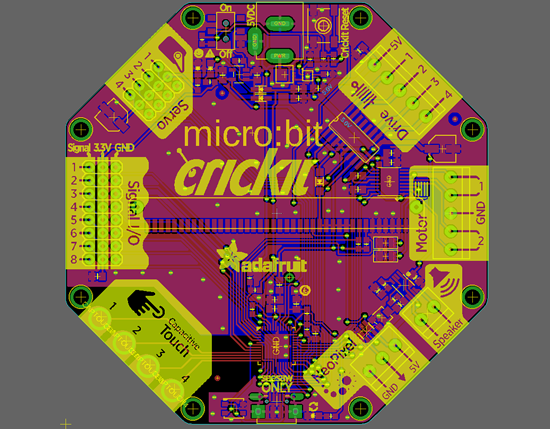 On
Off
5VDC
Crickit Reset
1
2
3
4
Servo
5V
1
2
3
4
Drive
micro:bit
crickit
Signal 3.3V GND
1
2
3
4
5
6
7
8
Signal I/O
1
GND
2
Motor
adafruit
1
2
3
4
Capacitive
Touch
Speaker
NeoPixel
5V
GND
GND
ONLY